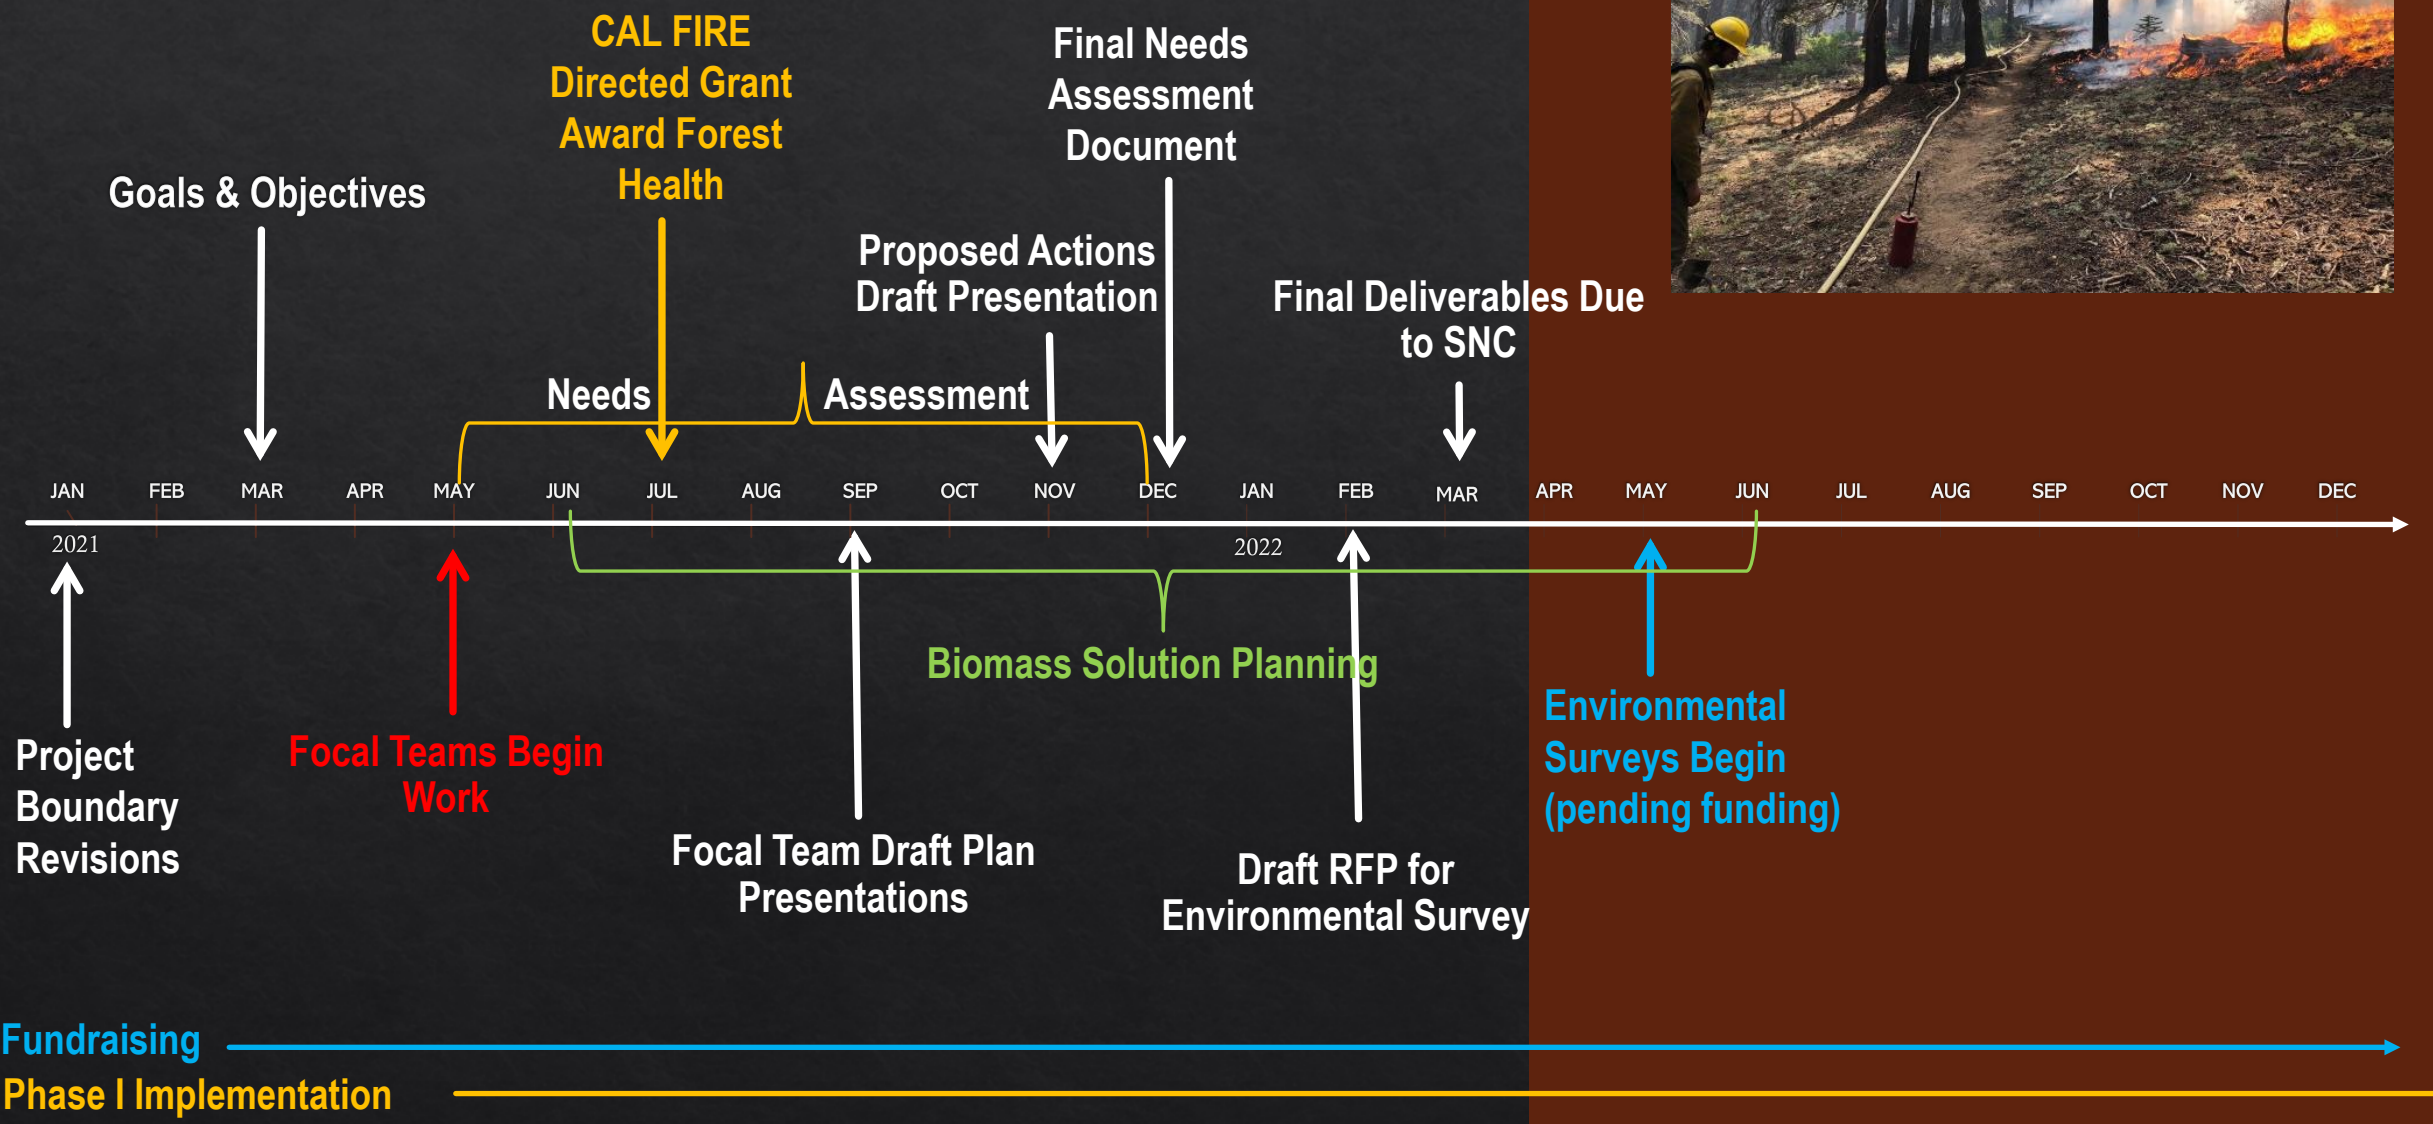 CAL FIRE
Directed Grant
Award Forest
Health
Final Needs
Assessment
Document
Goals & Objectives
Proposed Actions
Draft Presentation
Final Deliverables Due
to SNC
Needs
Assessment
JAN FEB MAR APR MAY JUN JUL AUG SEP OCT NOV DEC JAN FEB MAR APR MAY JUN JUL AUG SEP OCT NOV DEC
2021
2022
Biomass Solution Planning
Project
Boundary
Revisions
Focal Teams Begin
Work
Focal Team Draft Plan
Presentations
Draft RFP for
Environmental Survey
Environmental
Surveys Begin
(pending funding)
Fundraising
Phase I Implementation